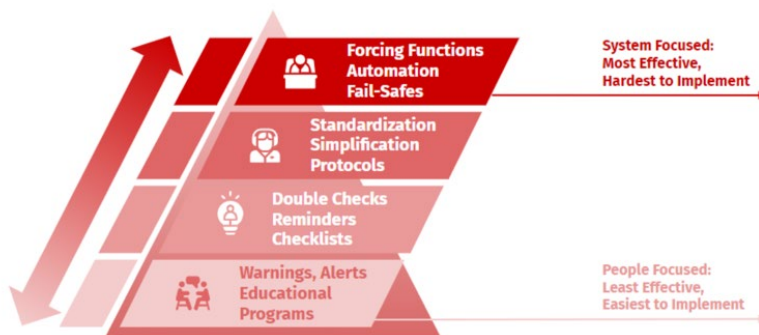 Forcing Functions
Automation
Fail-Safes
System Focused:
Most Effective,
Hardest to Implement
Standardization
Simplification
Protocols
Double Checks
Reminders
Checklists
Warnings, Alerts
Educational
Programs
People Focused:
Least Effective,
Easiest to Implement